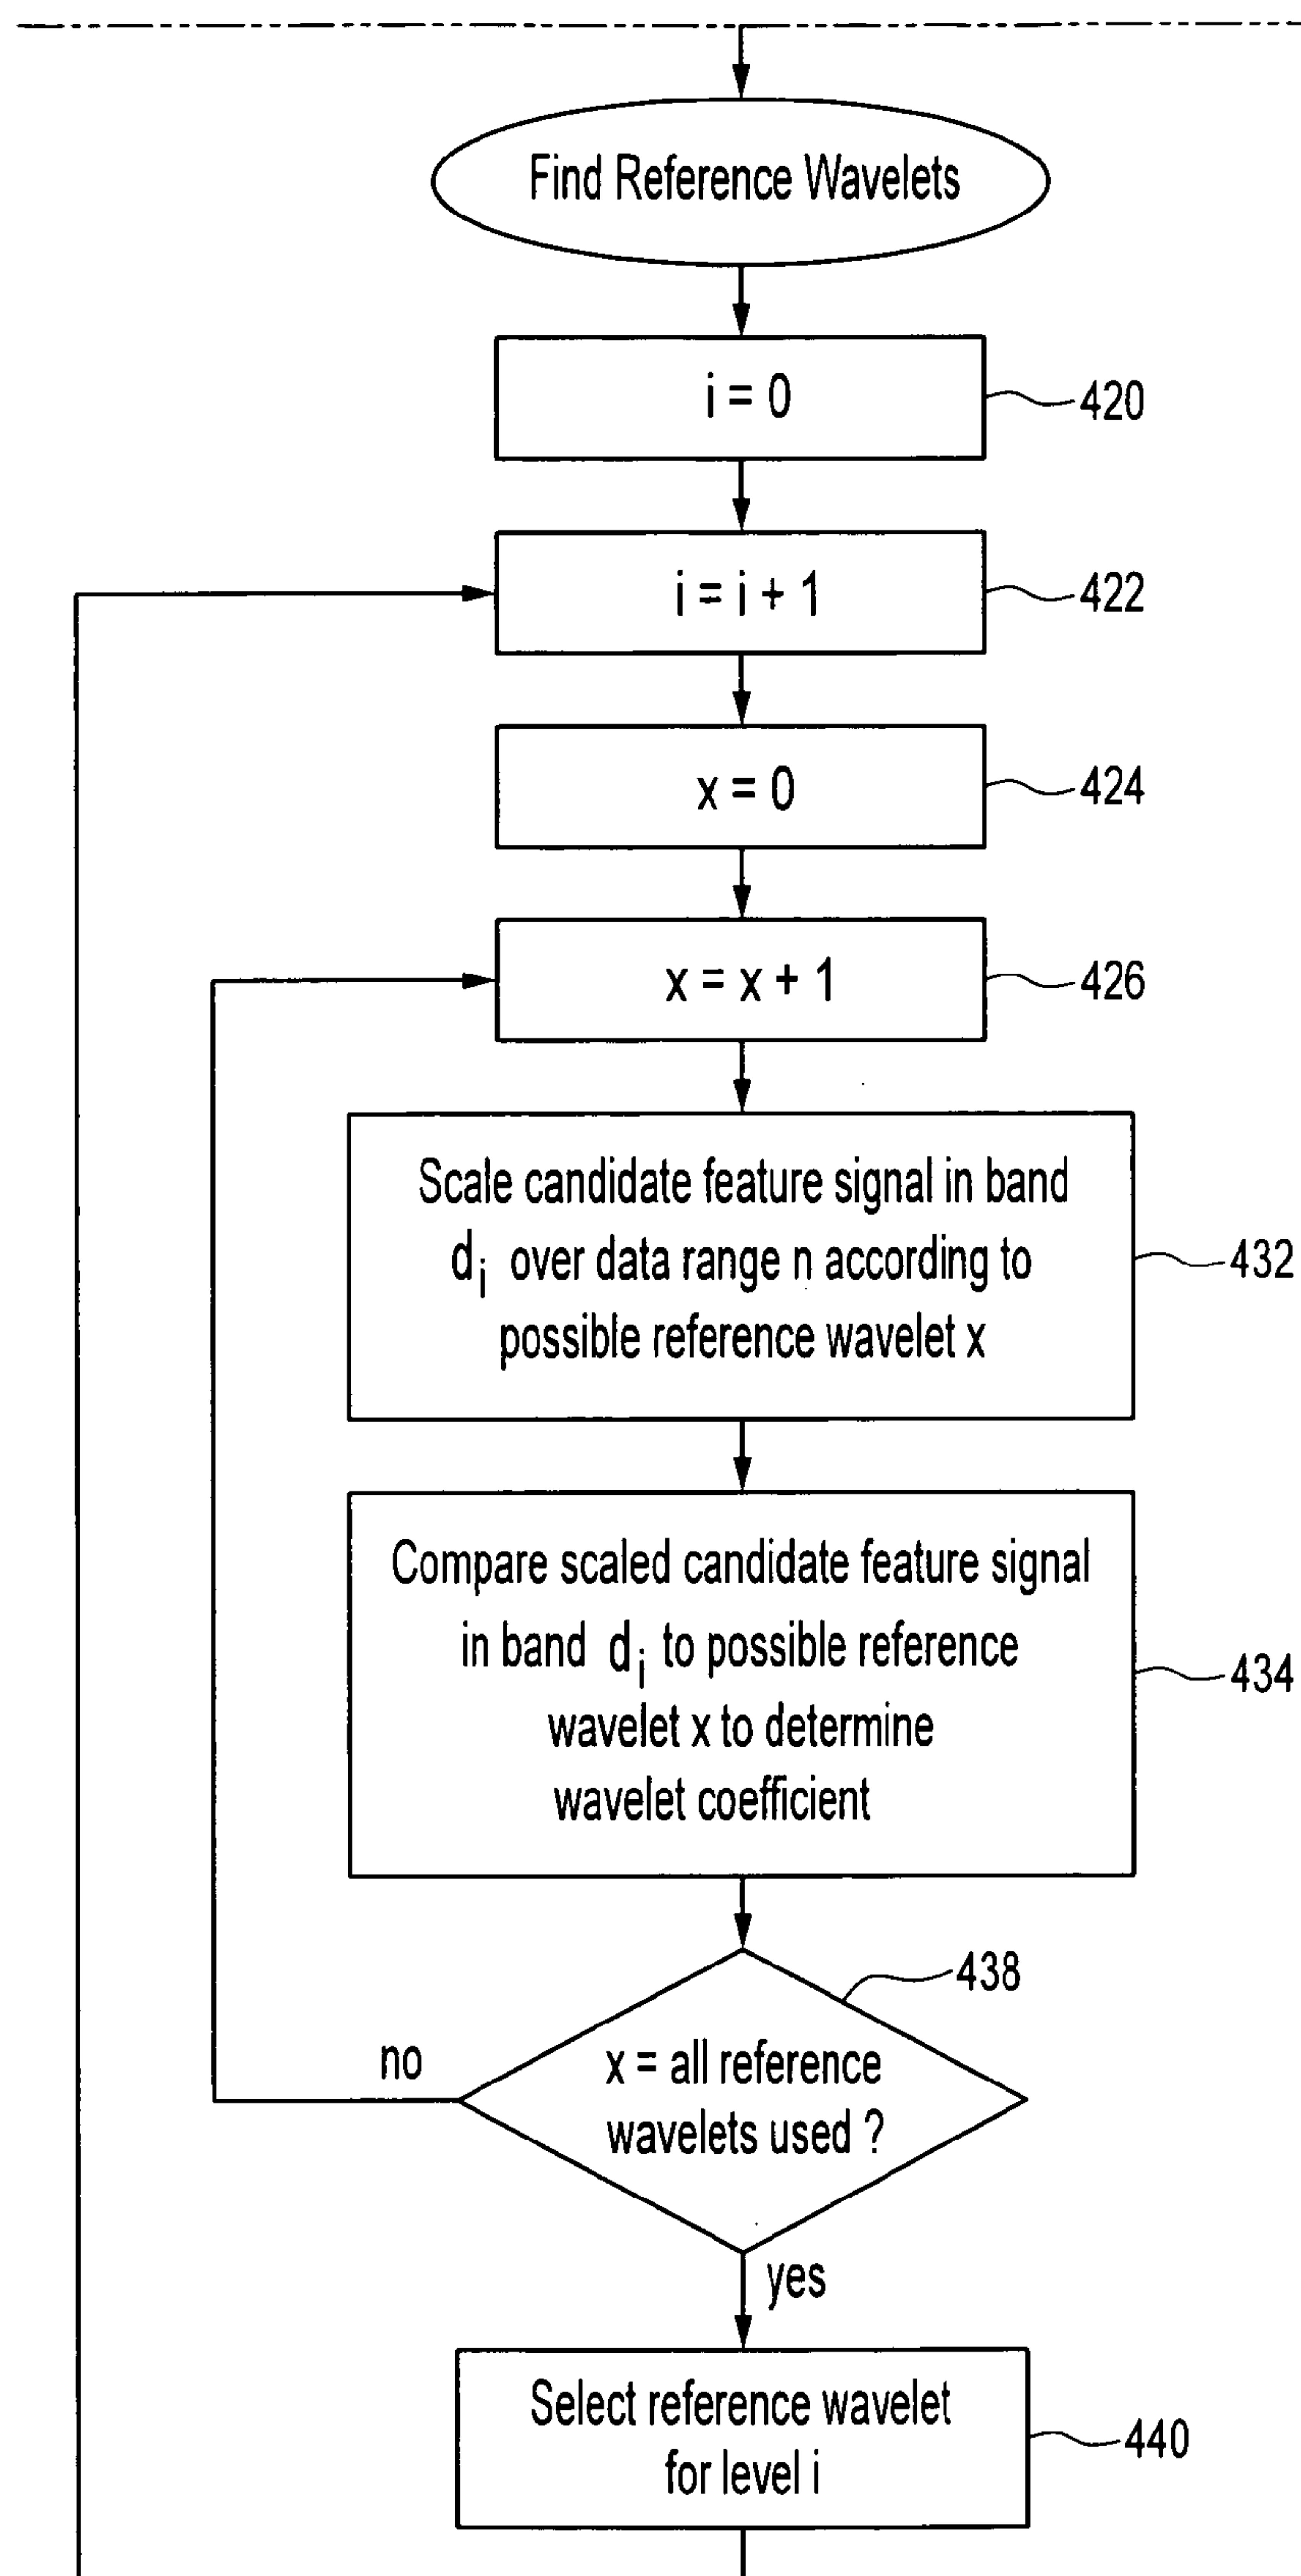 Find Reference Wavelets
i = 0
420
i = i + 1
422
x = 0
424
x = x + 1
426
Scale candidate feature signal in band
di over data range n according to
possible reference wavelet x
432
Compare scaled candidate feature signal
in band di to possible reference
wavelet x to determine
wavelet coefficient
434
438
no
x = all reference
wavelets used ?
yes
Select reference wavelet
for level i
440